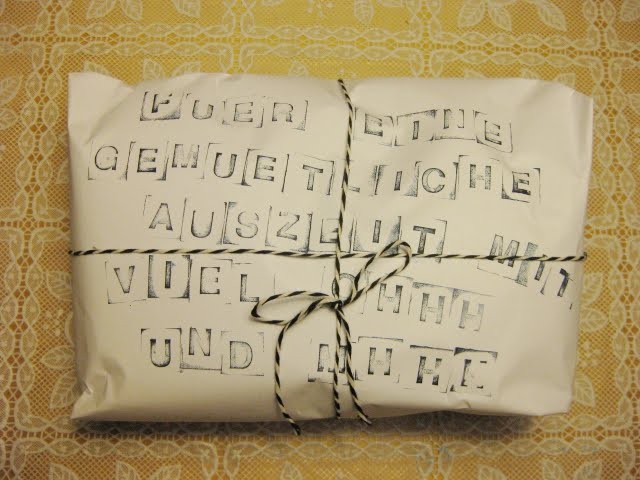 FUER EINE
GEMUETLICHE
AUSZEIT MIT
VIEL OHHH
UND AHHH